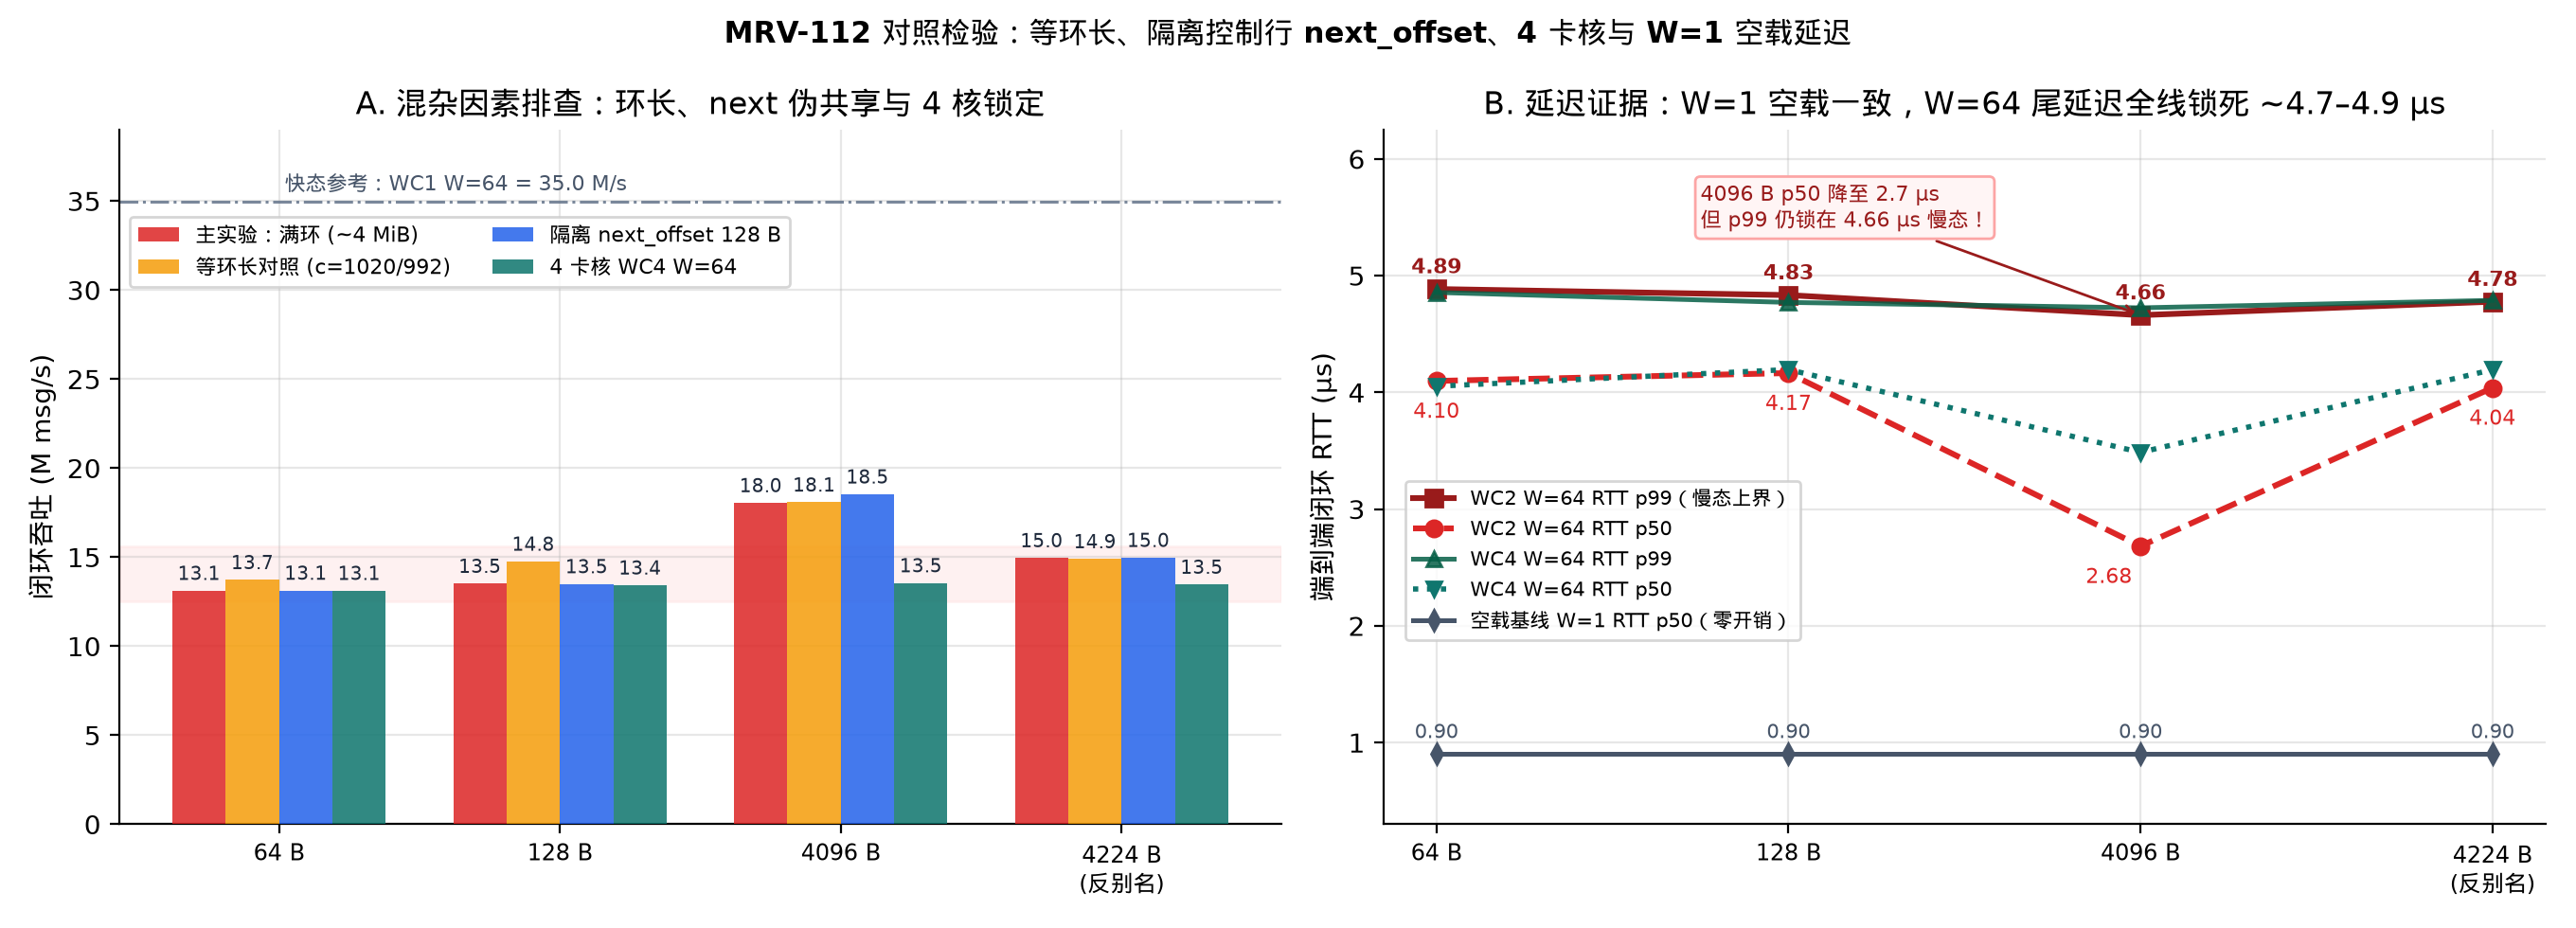 MRV-112 对照检验：等环长、隔离控制行 next_offset、4 卡核与 W=1 空载延迟
A. 混杂因素排查：环长、next 伪共享与 4 核锁定
闭环吞吐 (M msg/s)
35
30
25
20
15
10
5
0
快态参考：WC1 W=64 = 35.0 M/s
主实验：满环 (~4 MiB)
等环长对照 (c=1020/992)
隔离 next_offset 128 B
4 卡核 WC4 W=64
13.1
13.7
13.1
13.1
13.5
14.8
13.5
13.4
18.0
18.1
18.5
13.5
15.0
14.9
15.0
13.5
64 B
128 B
4096 B
4224 B
(反别名)
B. 延迟证据：W=1 空载一致，W=64 尾延迟全线锁死 ~4.7–4.9 µs
端到端闭环 RTT (µs)
6
5
4
3
2
1
4096 B p50 降至 2.7 µs
但 p99 仍锁在 4.66 µs 慢态！
4.89
4.83
4.66
4.78
4.10
4.17
2.68
4.04
WC2 W=64 RTT p99（慢态上界）
WC2 W=64 RTT p50
WC4 W=64 RTT p99
WC4 W=64 RTT p50
空载基线 W=1 RTT p50（零开销）
0.90
0.90
0.90
0.90
64 B
128 B
4096 B
4224 B
(反别名)